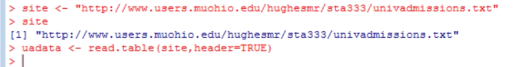 > site <- "http://www.users.muohio.edu/hughesmr/sta333/univadmissions.txt"
> site
[1] "http://www.users.muohio.edu/hughesmr/sta333/univadmissions.txt"
> uadata <- read.table(site,header=TRUE)
>